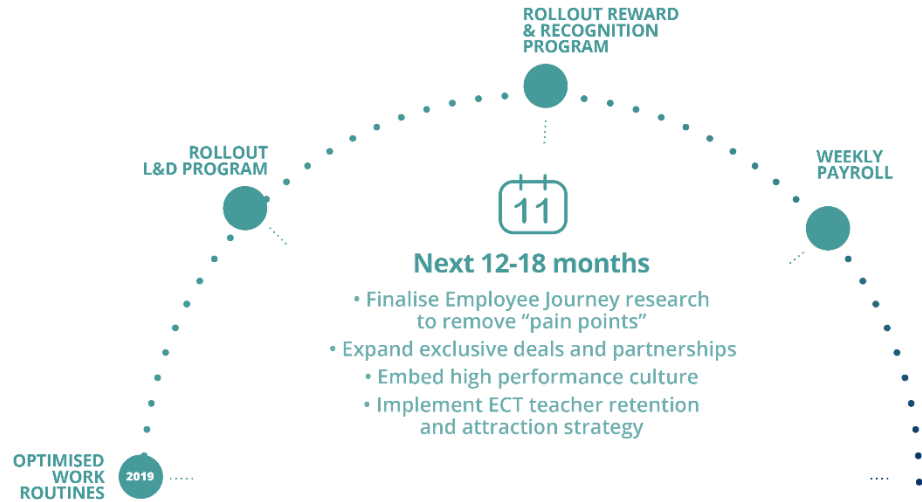 ROLLOUT REWARD
& RECOGNITION
PROGRAM
ROLLOUT
L&D PROGRAM
WEEKLY
PAYROLL
11
Next 12-18 months
• Finalise Employee Journey research
to remove “pain points”
• Expand exclusive deals and partnerships
• Embed high performance culture
• Implement ECT teacher retention
and attraction strategy
OPTIMISED
WORK
ROUTINES
2019